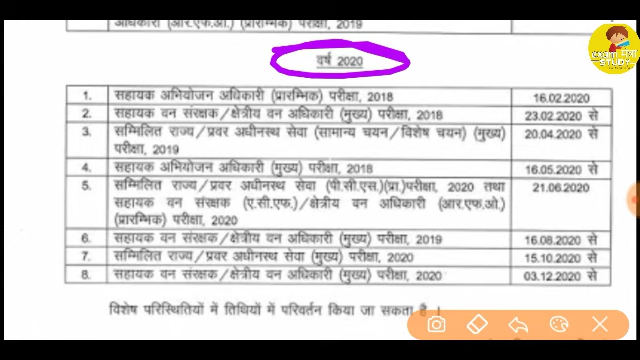 अधिकारी (आर.एफ.ओ.) (प्रारम्भिक) परीक्षा, 2019
वर्ष 2020
1. सहायक अभियोजन अधिकारी (प्रारम्भिक) परीक्षा, 2018 16.02.2020
2. सहायक वन संरक्षक/क्षेत्रीय वन अधिकारी (मुख्य) परीक्षा, 2018 23.02.2020 से
3. सम्मिलित राज्य/प्रवर अधीनस्थ सेवा (सामान्य चयन/विशेष चयन) (मुख्य) 20.04.2020 से
परीक्षा, 2019
4. सहायक अभियोजन अधिकारी (मुख्य) परीक्षा, 2018 16.05.2020 से
5. सम्मिलित राज्य/प्रवर अधीनस्थ सेवा (पी.सी.एस.)(प्रा०)परीक्षा, 2020 तथा 21.06.2020
सहायक वन संरक्षक (ए.सी.एफ.)/क्षेत्रीय वन अधिकारी (आर.एफ.ओ.)
(प्रारम्भिक) परीक्षा, 2020
6. सहायक वन संरक्षक/क्षेत्रीय वन अधिकारी (मुख्य) परीक्षा, 2019 16.08.2020 से
7. सम्मिलित राज्य/प्रवर अधीनस्थ सेवा (मुख्य) परीक्षा, 2020 15.10.2020 से
8. सहायक वन संरक्षक/क्षेत्रीय वन अधिकारी (मुख्य) परीक्षा, 2020 03.12.2020 से
विशेष परिस्थितियों में तिथियों में परिवर्तन किया जा सकता है ।
exam मंत्रा
STUDY